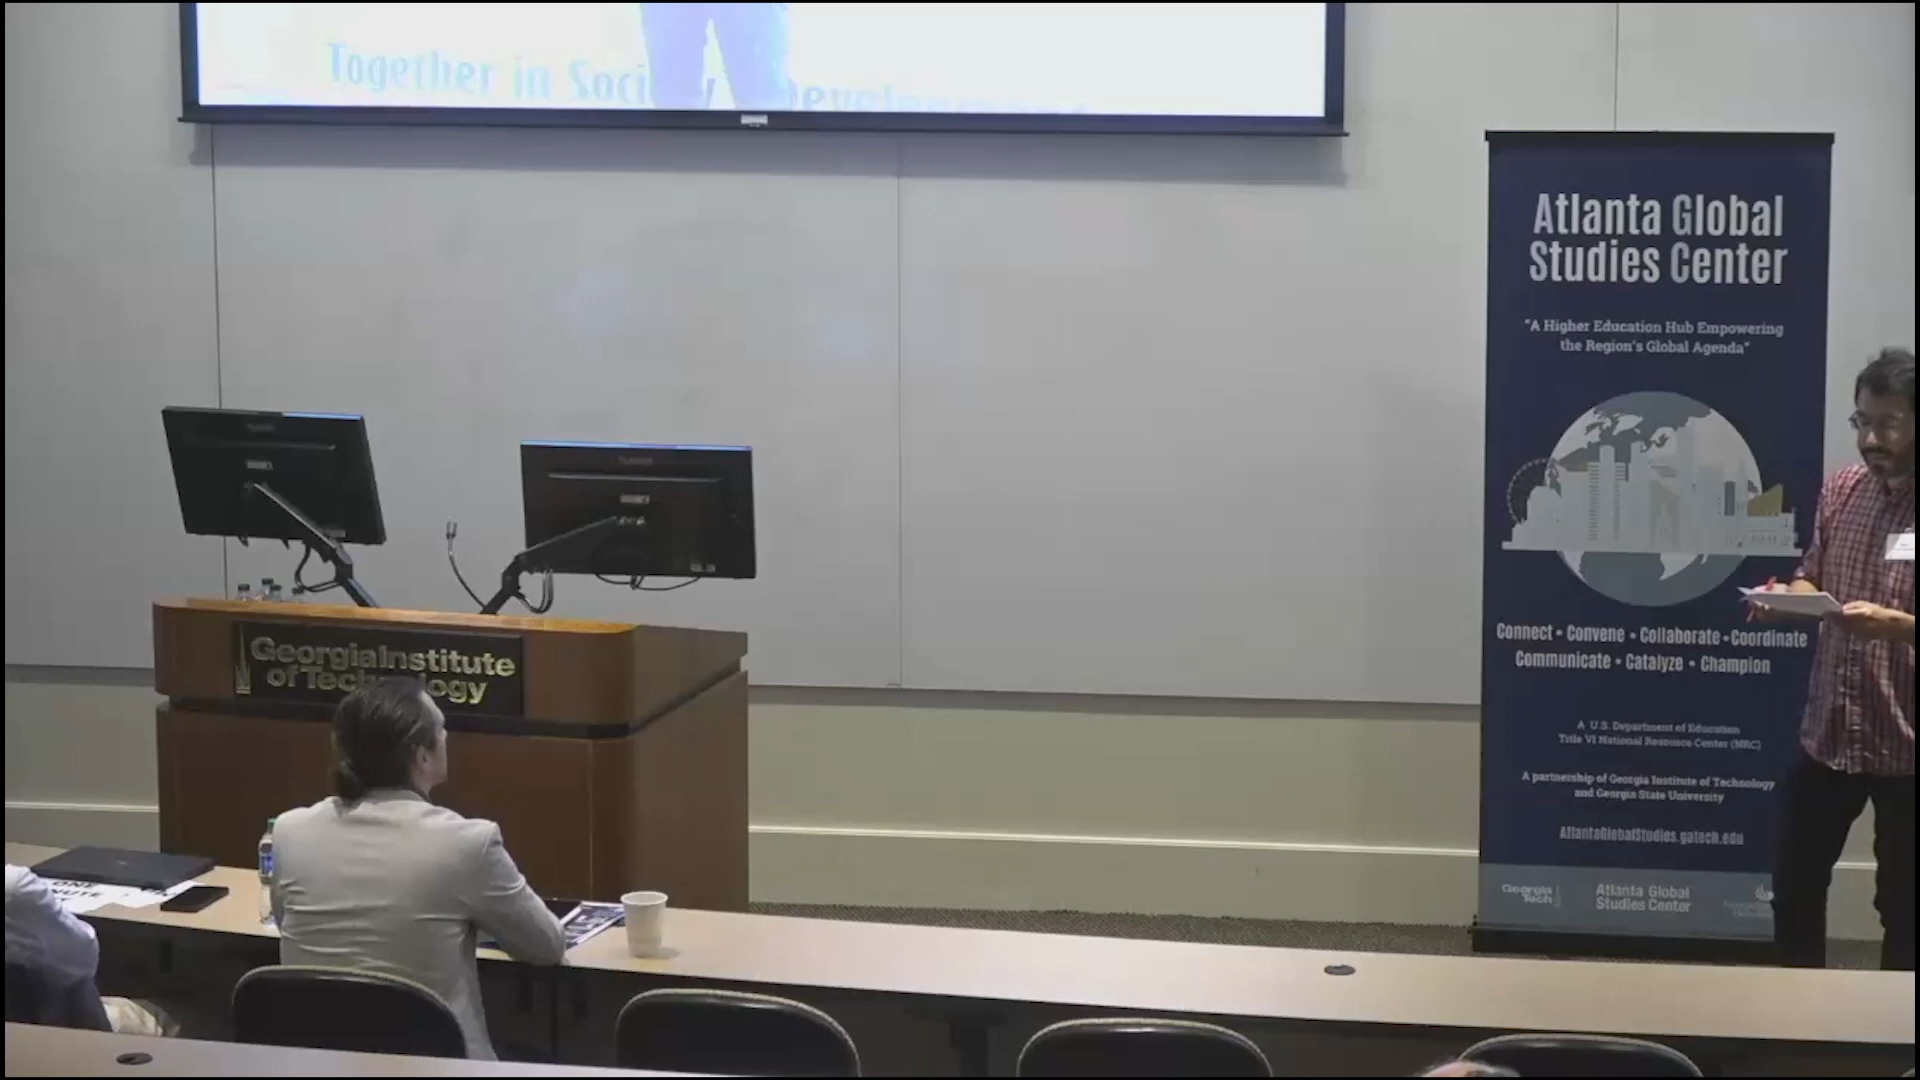 Together in Soci
Atlanta Global
Studies Center
"A Higher Education Hub Empowering
the Region's Global Agenda"
Connect • Convene • Collaborate • Coordinate
Communicate • Catalyze • Champion
A U.S. Department of Education
Title VI National Resource Center (NRC)
A partnership of Georgia Institute of Technology
and Georgia State University
AtlantaGlobalStudies.gatech.edu
Georgia
Tech
Atlanta Global
Studies Center
GeorgiaInstitute
of Technology
ONE